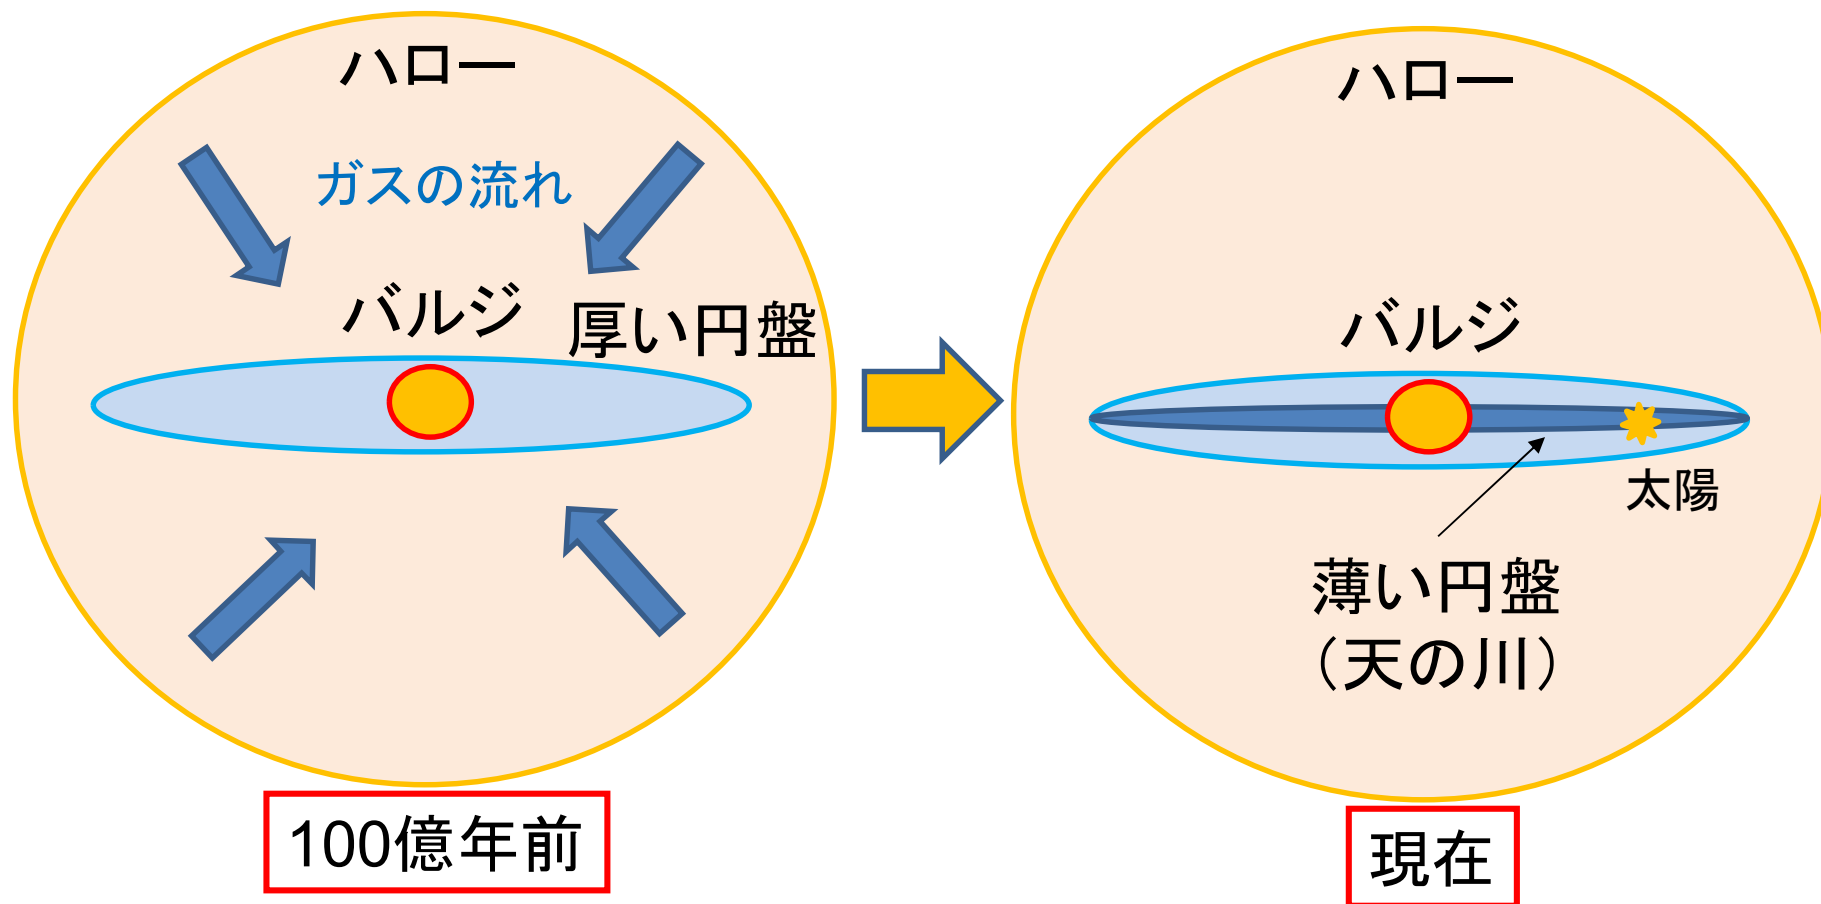 ハロー
ガスの流れ
バルジ
厚い円盤
100億年前
ハロー
バルジ
太陽
薄い円盤
（天の川）
現在